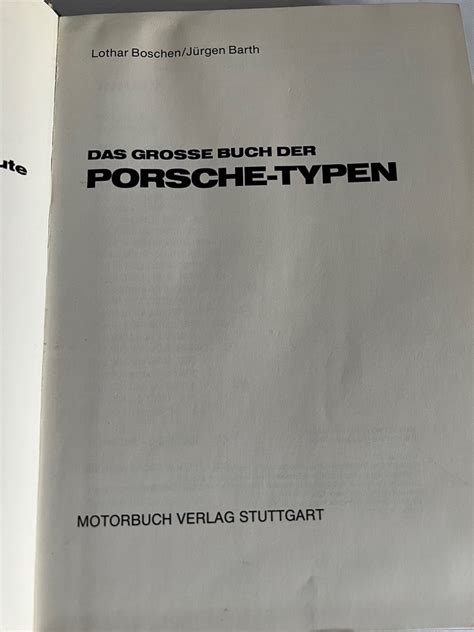 Lothar Boschen/Jürgen Barth
DAS GROSSE BUCH DER
PORSCHE-TYPEN
MOTORBUCH VERLAG STUTTGART